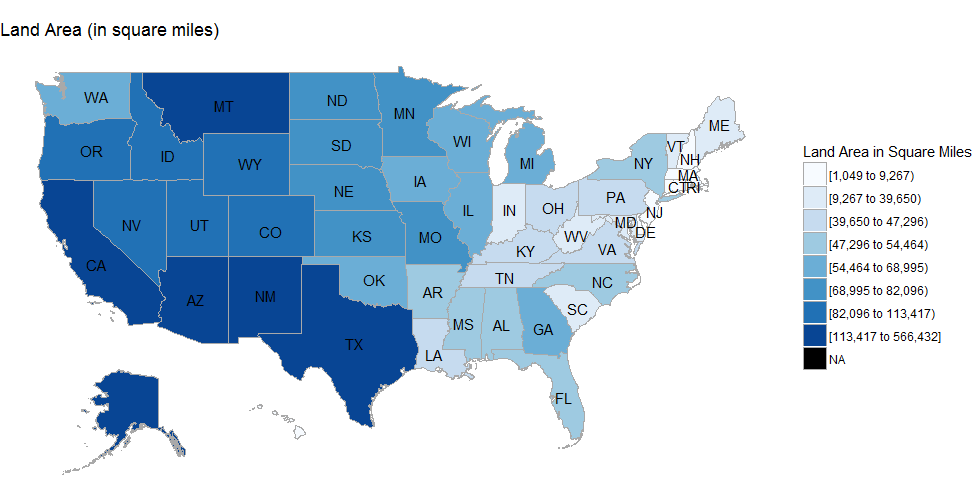 Land Area (in square miles)
WA
MT
ND
MN
ME
OR
ID
WY
SD
WI
MI
NY
VT
NH
MA
CT
RI
NV
UT
CO
NE
IA
IL
IN
OH
PA
NJ
MD
DE
CA
KS
MO
KY
WV
VA
AZ
NM
OK
AR
TN
NC
SC
TX
LA
MS
AL
GA
FL
Land Area in Square Miles
[1,049 to 9,267)
[9,267 to 39,650)
[39,650 to 47,296)
[47,296 to 54,464)
[54,464 to 68,995)
[68,995 to 82,096)
[82,096 to 113,417)
[113,417 to 566,432]
NA